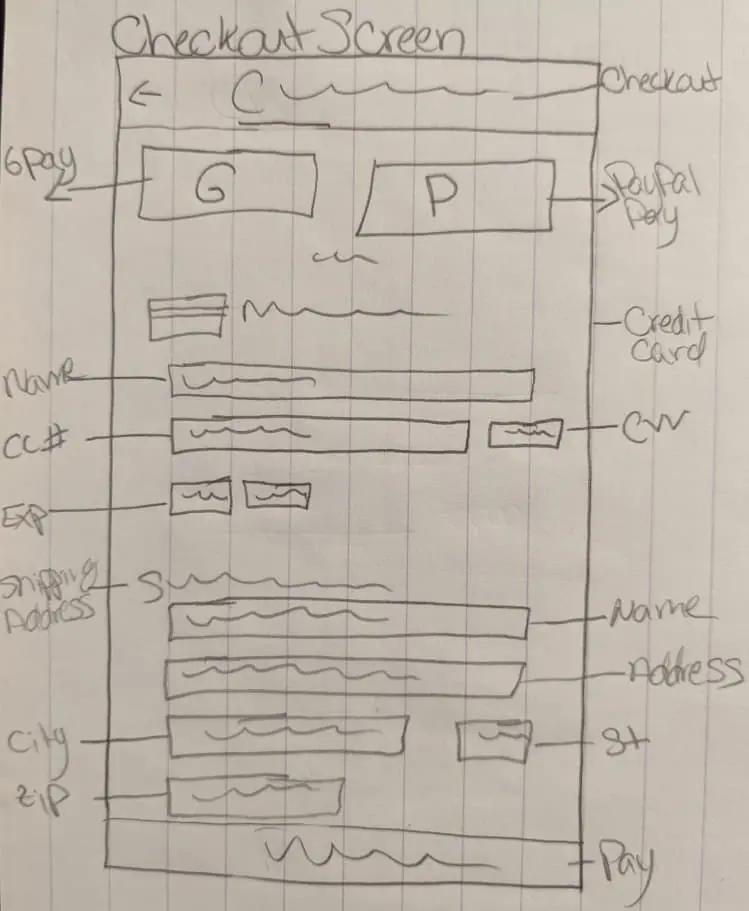 Checkout Screen
← C
Checkout
GPay
G
P
PayPal
Pay
Credit
Card
Name
CC#
CVV
Exp
Shipping
Address
S
Name
Address
City
St
Zip
Pay